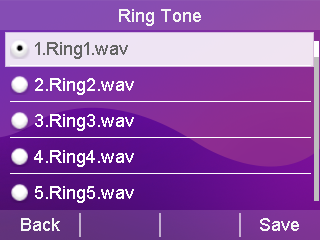 Ring Tone
1.Ring1.wav
2.Ring2.wav
3.Ring3.wav
4.Ring4.wav
5.Ring5.wav
Back Save